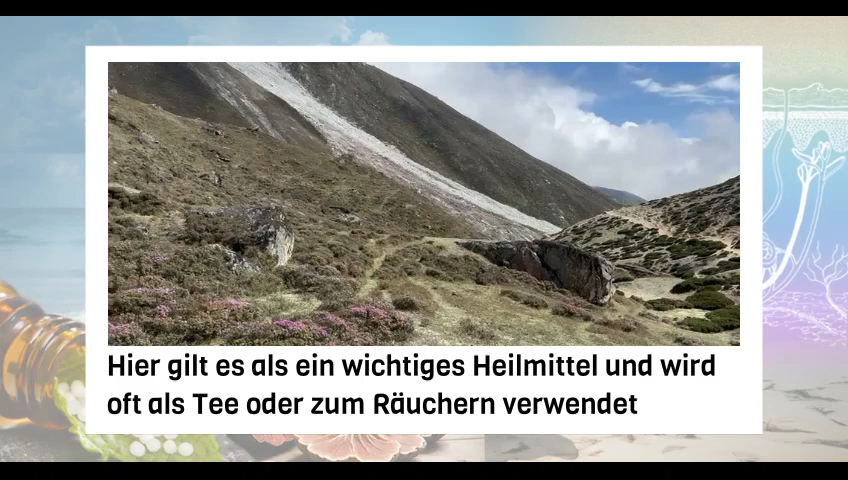 Hier gilt es als ein wichtiges Heilmittel und wird
oft als Tee oder zum Räuchern verwendet